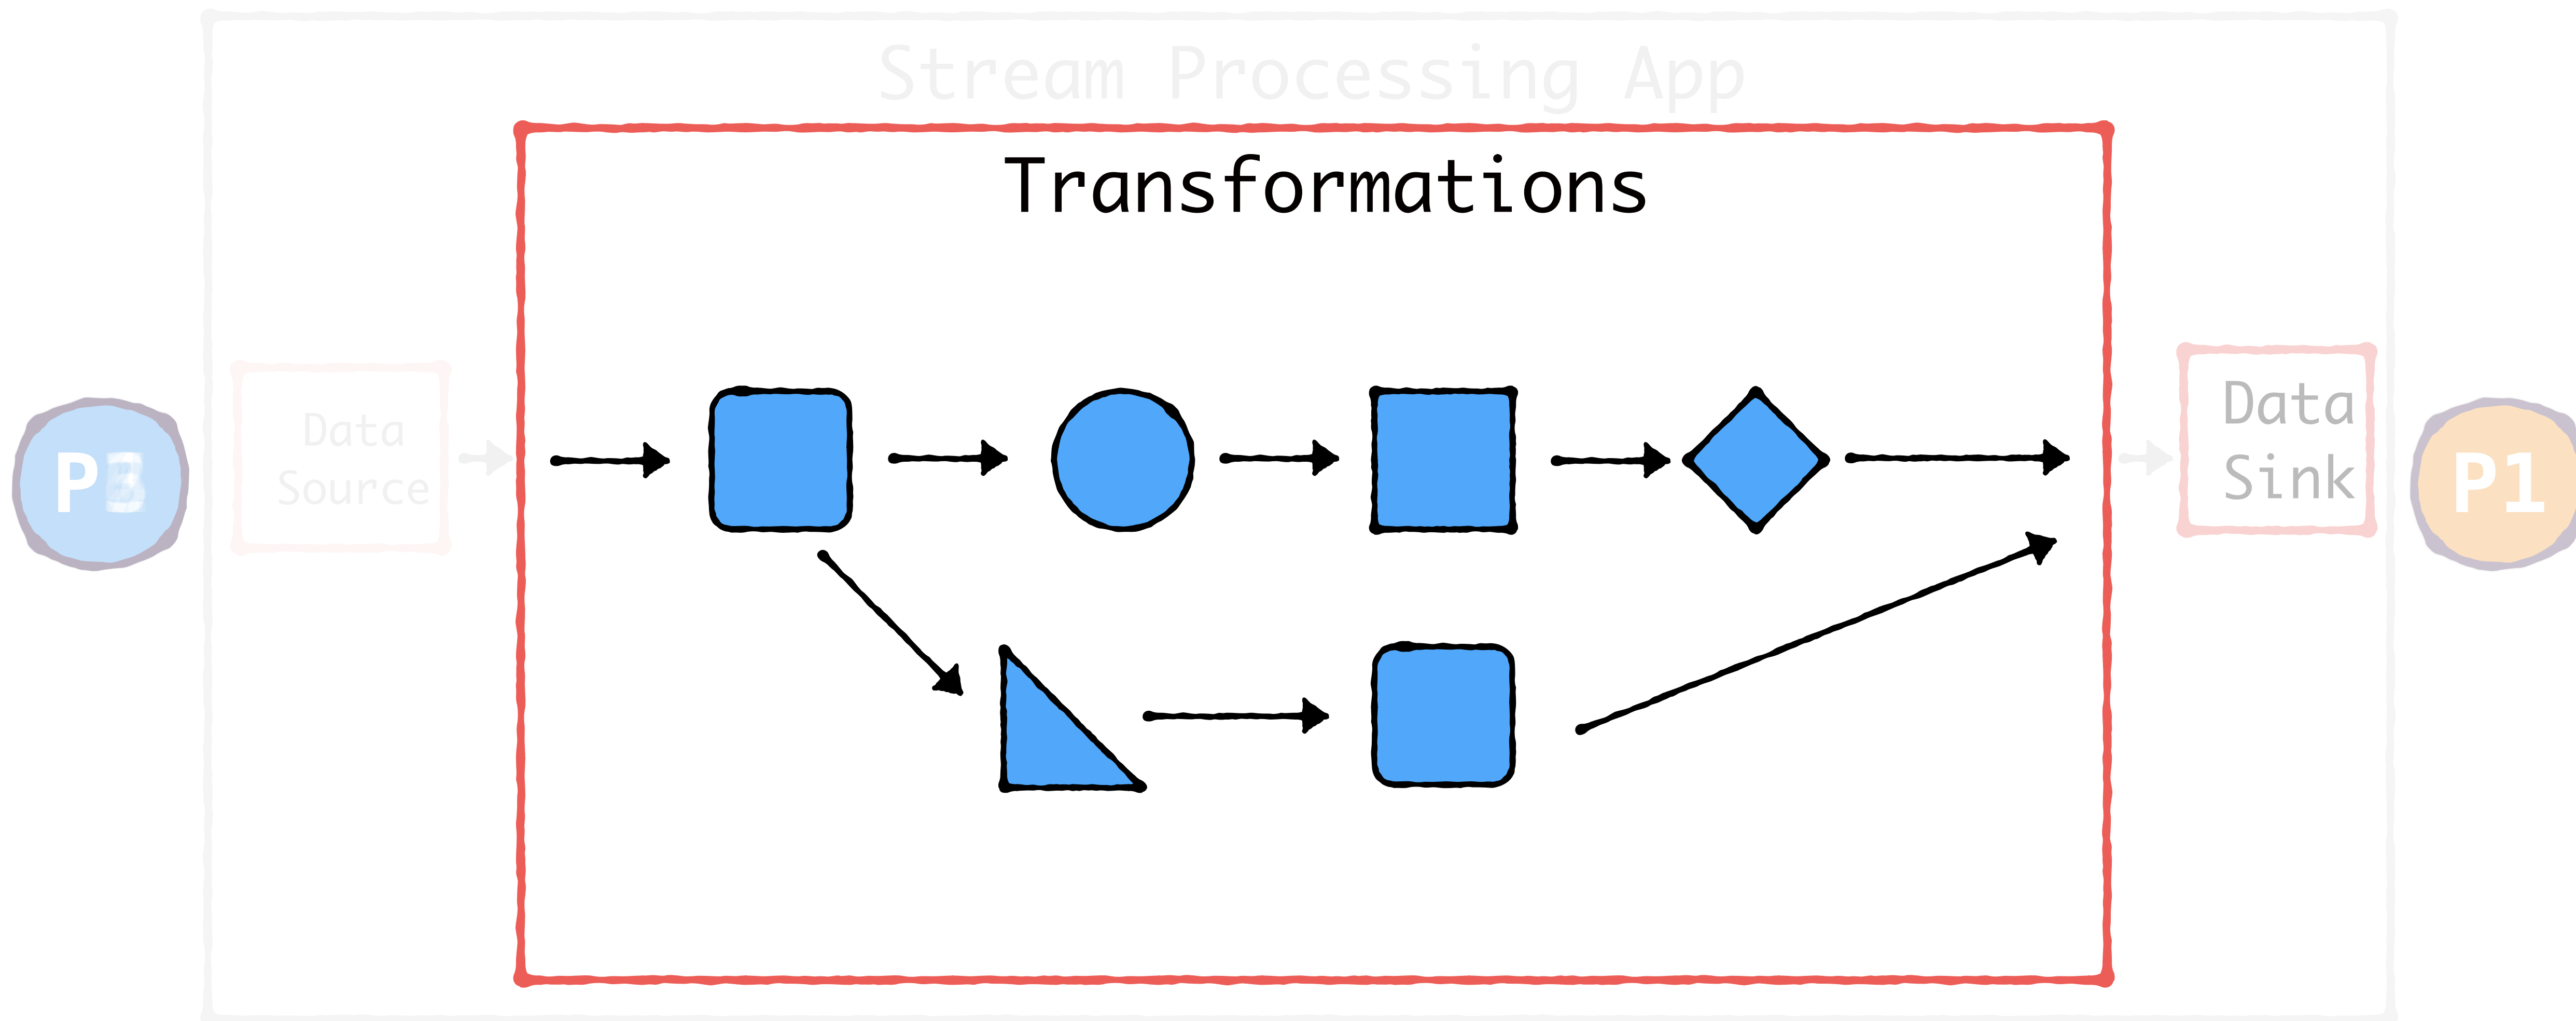 Stream Processing App
Transformations
Data
Source
Data
Sink
P
P1